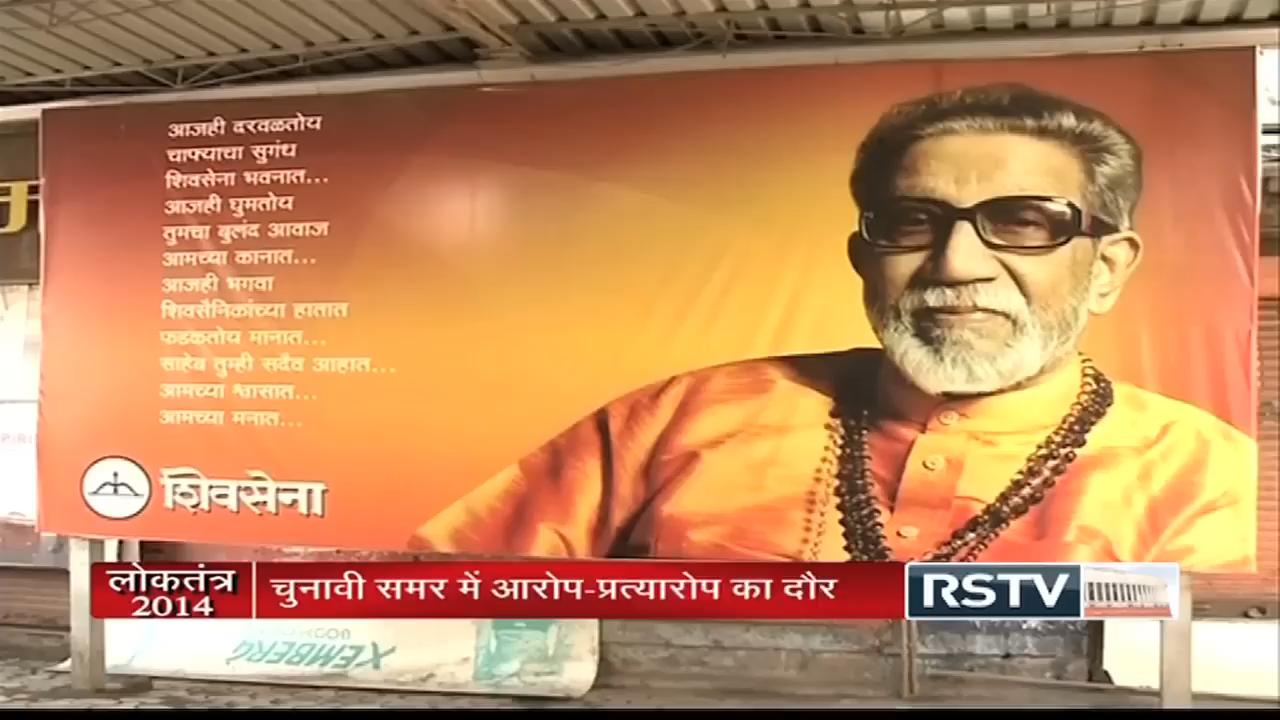 आजही दरवळतोय
चाफ्याचा सुगंध
शिवसेना भवनात...
आजही घुमतोय
तुमचा बुलंद आवाज
आमच्या कानात...
आजही भगवा
शिवसैनिकांच्या हातात
फडकतोय मानात...
साहेब तुम्ही सदैव आहात...
आमच्या श्वासात...
आमच्या मनात...
शिवसेना
लोकतंत्र
2014
चुनावी समर में आरोप-प्रत्यारोप का दौर
RSTV
XEMBERG